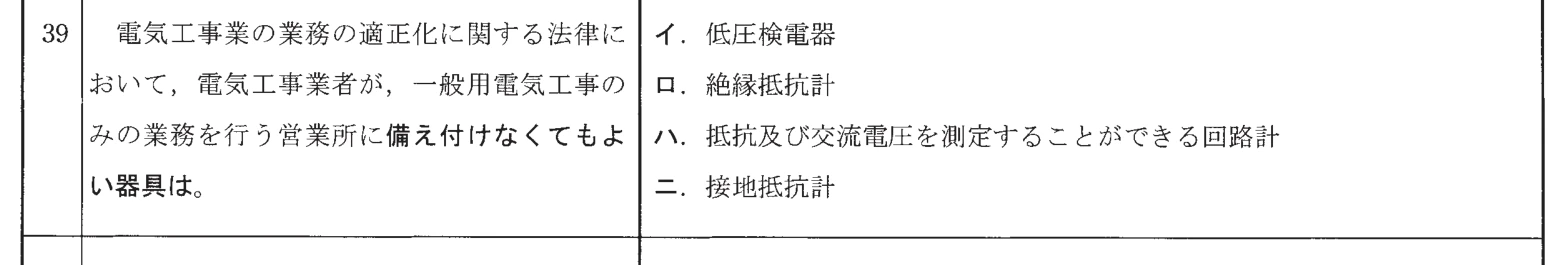 39
電気工事業の業務の適正化に関する法律に
おいて，電気工事業者が，一般用電気工事の
みの業務を行う営業所に備え付けなくてもよ
い器具は。
イ．低圧検電器
ロ．絶縁抵抗計
ハ．抵抗及び交流電圧を測定することができる回路計
ニ．接地抵抗計